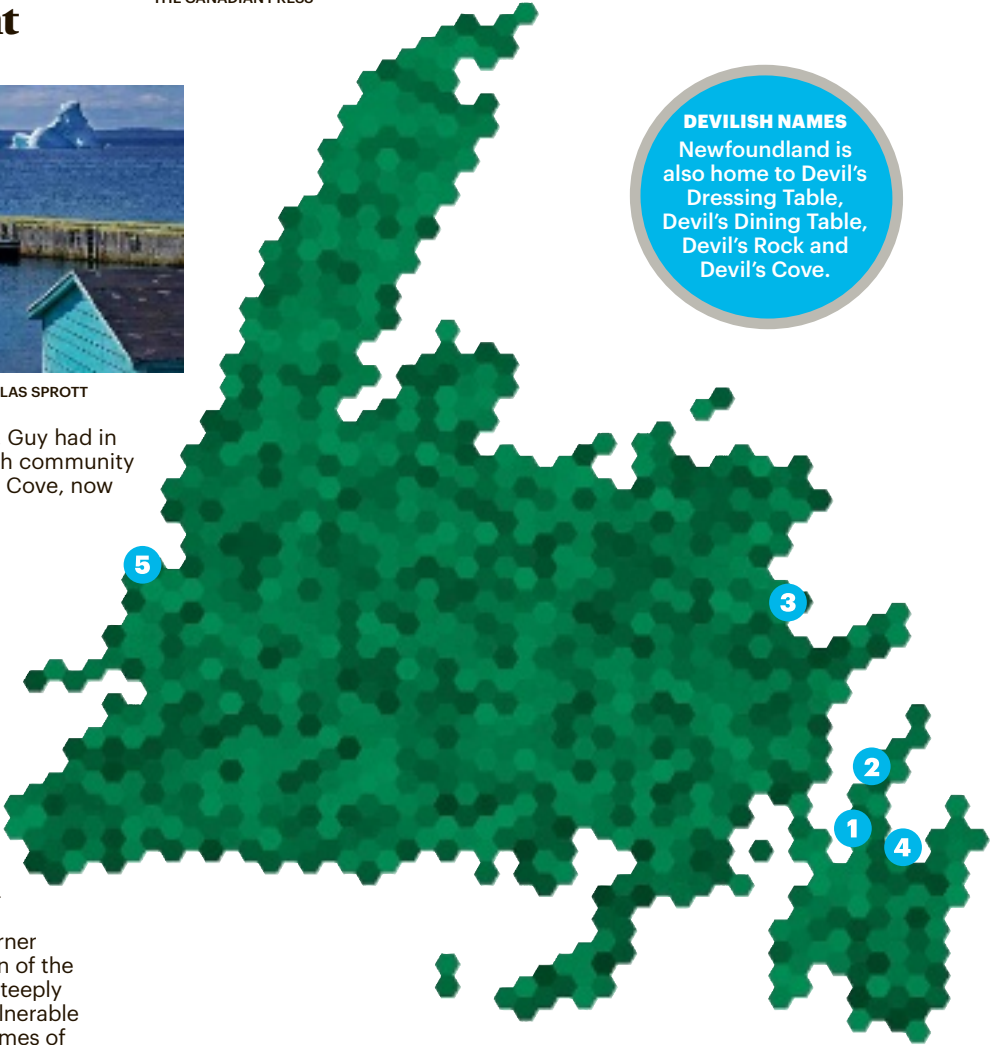 THE CANADIAN PRESS
DEVILISH NAMES
Newfoundland is
also home to Devil's
Dressing Table,
Devil's Dining Table,
Devil's Rock and
Devil's Cove.
LAS SPROTT
Guy had in
h community
Cove, now
5
3
2
1
4
rner
n of the
teeply
lnerable
mes of